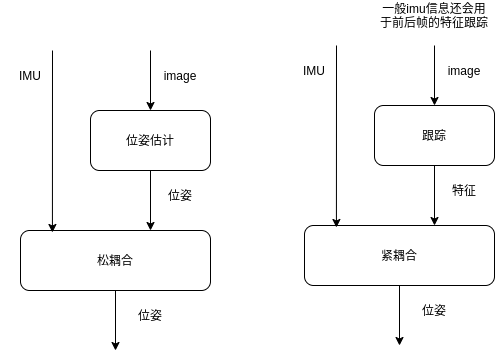 IMU
image
位姿估计
位姿
松耦合
位姿
一般imu信息还会用
于前后帧的特征跟踪
IMU
image
跟踪
特征
紧耦合
位姿